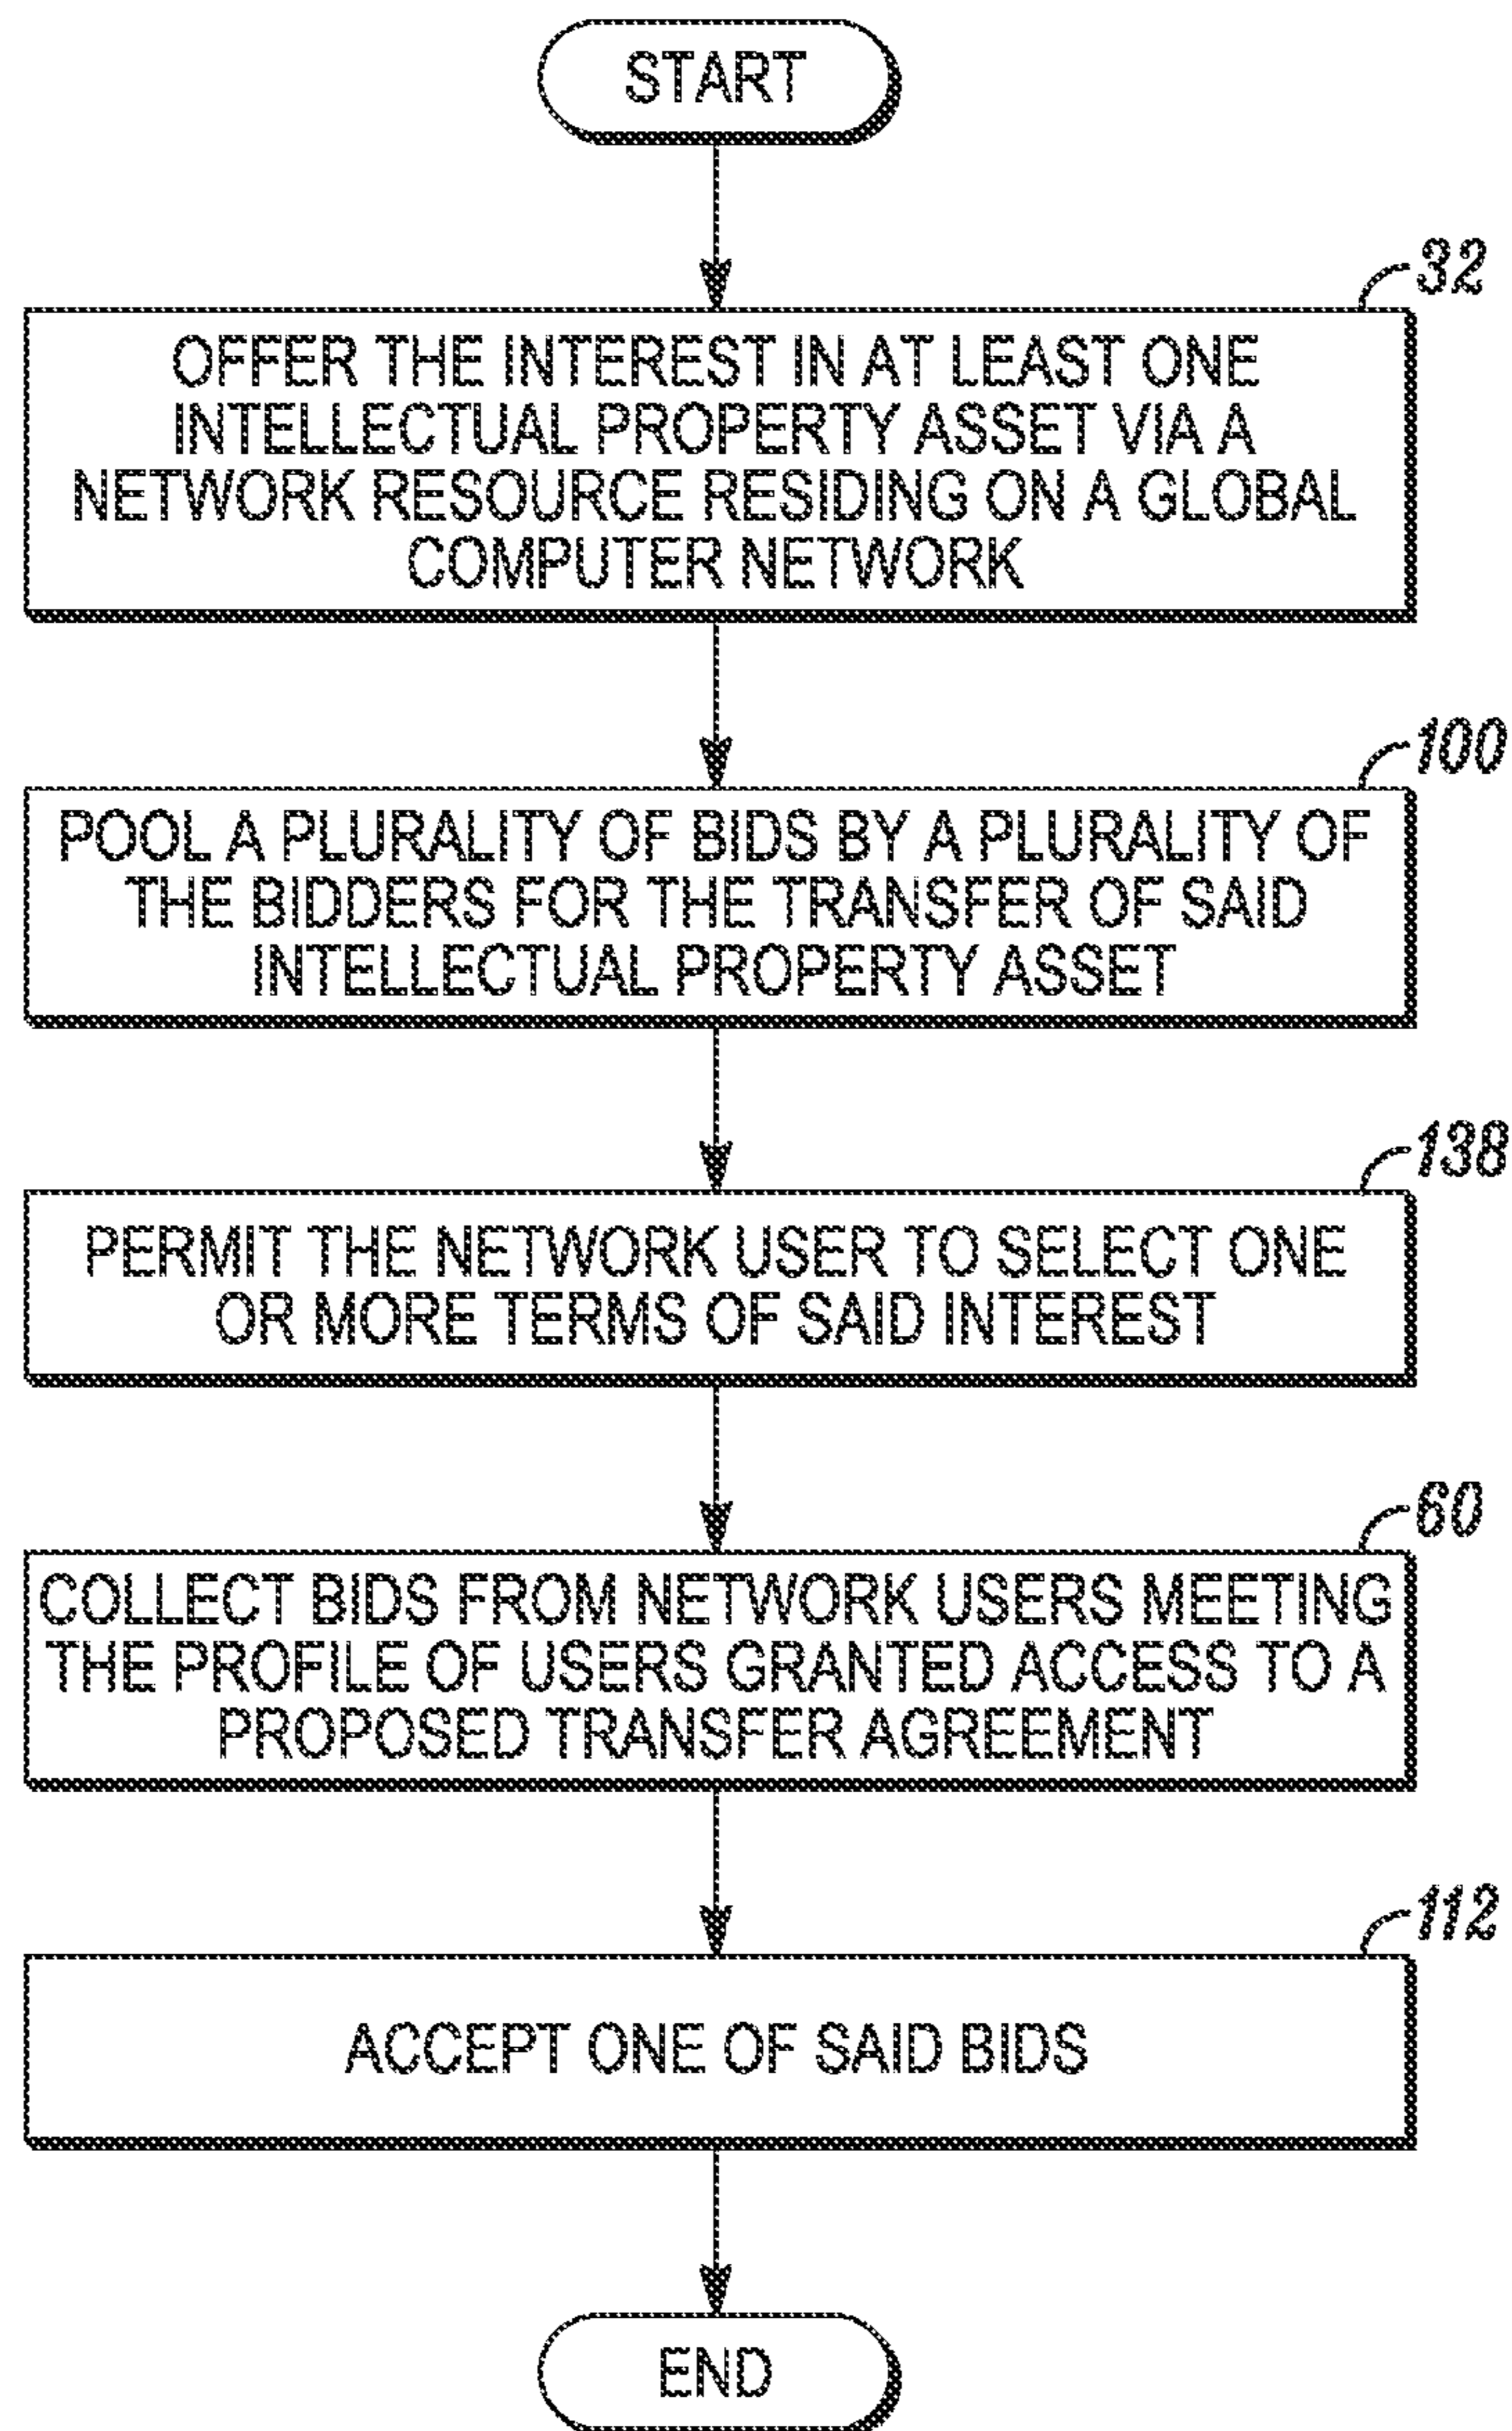 START
32
OFFER THE INTEREST IN AT LEAST ONE
INTELLECTUAL PROPERTY ASSET VIA A
NETWORK RESOURCE RESIDING ON A GLOBAL
COMPUTER NETWORK
100
POOL A PLURALITY OF BIDS BY A PLURALITY OF
THE BIDDERS FOR THE TRANSFER OF SAID
INTELLECTUAL PROPERTY ASSET
138
PERMIT THE NETWORK USER TO SELECT ONE
OR MORE TERMS OF SAID INTEREST
60
COLLECT BIDS FROM NETWORK USERS MEETING
THE PROFILE OF USERS GRANTED ACCESS TO A
PROPOSED TRANSFER AGREEMENT
112
ACCEPT ONE OF SAID BIDS
END